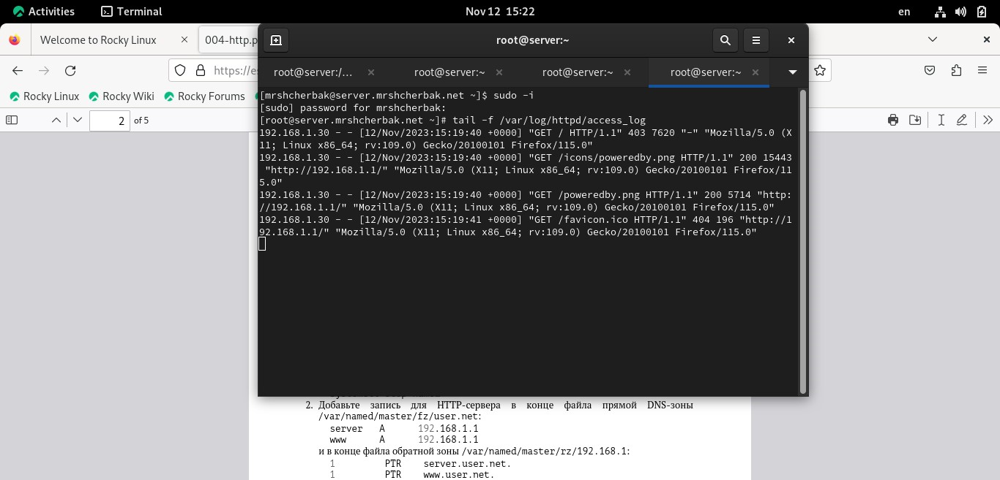 Activities Terminal Nov 12 15:22 en
Welcome to Rocky Linux 004-http.p
root@server:~
https://es
root@server:/... root@server:~ root@server:~ root@server:~
Rocky Linux Rocky Wiki Rocky Forums
2 of 5
[mrshcherbak@server.mrshcherbak.net ~]$ sudo -i
[sudo] password for mrshcherbak:
[root@server.mrshcherbak.net ~]# tail -f /var/log/httpd/access_log
192.168.1.30 - - [12/Nov/2023:15:19:40 +0000] "GET / HTTP/1.1" 403 7620 "-" "Mozilla/5.0 (X
11; Linux x86_64; rv:109.0) Gecko/20100101 Firefox/115.0"
192.168.1.30 - - [12/Nov/2023:15:19:40 +0000] "GET /icons/poweredby.png HTTP/1.1" 200 15443
"http://192.168.1.1/" "Mozilla/5.0 (X11; Linux x86_64; rv:109.0) Gecko/20100101 Firefox/11
5.0"
192.168.1.30 - - [12/Nov/2023:15:19:40 +0000] "GET /poweredby.png HTTP/1.1" 200 5714 "http:
//192.168.1.1/" "Mozilla/5.0 (X11; Linux x86_64; rv:109.0) Gecko/20100101 Firefox/115.0"
192.168.1.30 - - [12/Nov/2023:15:19:41 +0000] "GET /favicon.ico HTTP/1.1" 404 196 "http://1
92.168.1.1/" "Mozilla/5.0 (X11; Linux x86_64; rv:109.0) Gecko/20100101 Firefox/115.0"
2. Добавьте запись для HTTP-сервера в конце файла прямой DNS-зоны
/var/named/master/fz/user.net:
server A 192.168.1.1
www A 192.168.1.1
и в конце файла обратной зоны /var/named/master/rz/192.168.1:
1 PTR server.user.net.
1 PTR www.user.net.